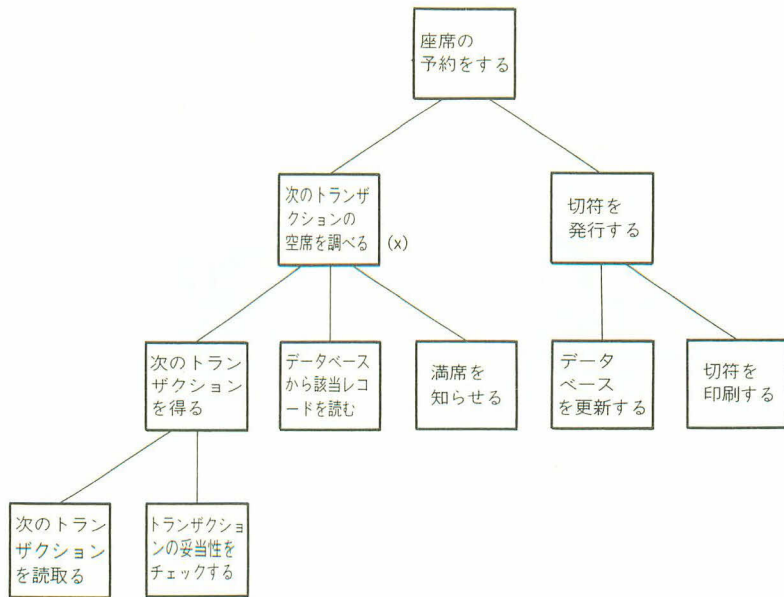 座席の
予約をする
次のトランザ
クションの
空席を調べる
(x)
切符を
発行する
次のトラン
ザクション
を得る
データベース
から該当レコ
ードを読む
満席を
知らせる
データ
ベース
を更新する
切符を
印刷する
次のトラン
ザクション
を読取る
トランザクショ
ンの妥当性を
チェックする